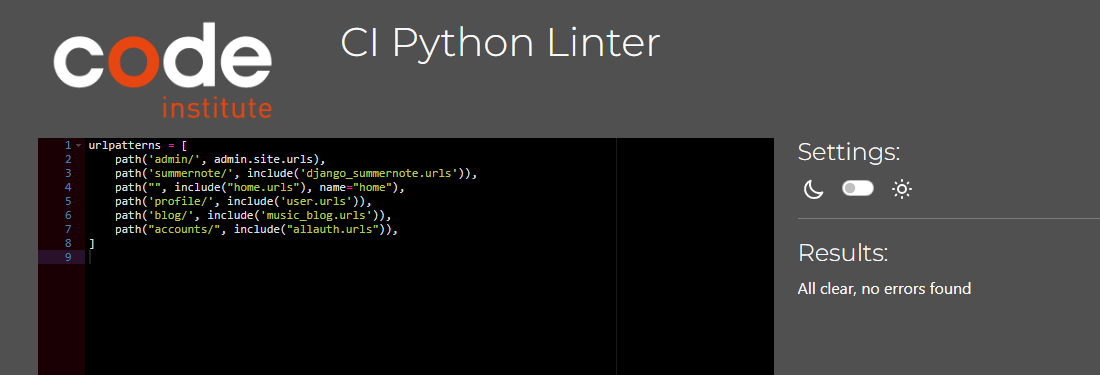 code
institute
CI Python Linter
1 urlpatterns = [
2 path('admin/', admin.site.urls),
3 path('summernote/', include('django_summernote.urls')),
4 path("", include("home.urls"), name="home"),
5 path('profile/', include('user.urls')),
6 path('blog/', include('music_blog.urls')),
7 path("accounts/", include("allauth.urls")),
8 ]
9
Settings:
Results:
All clear, no errors found